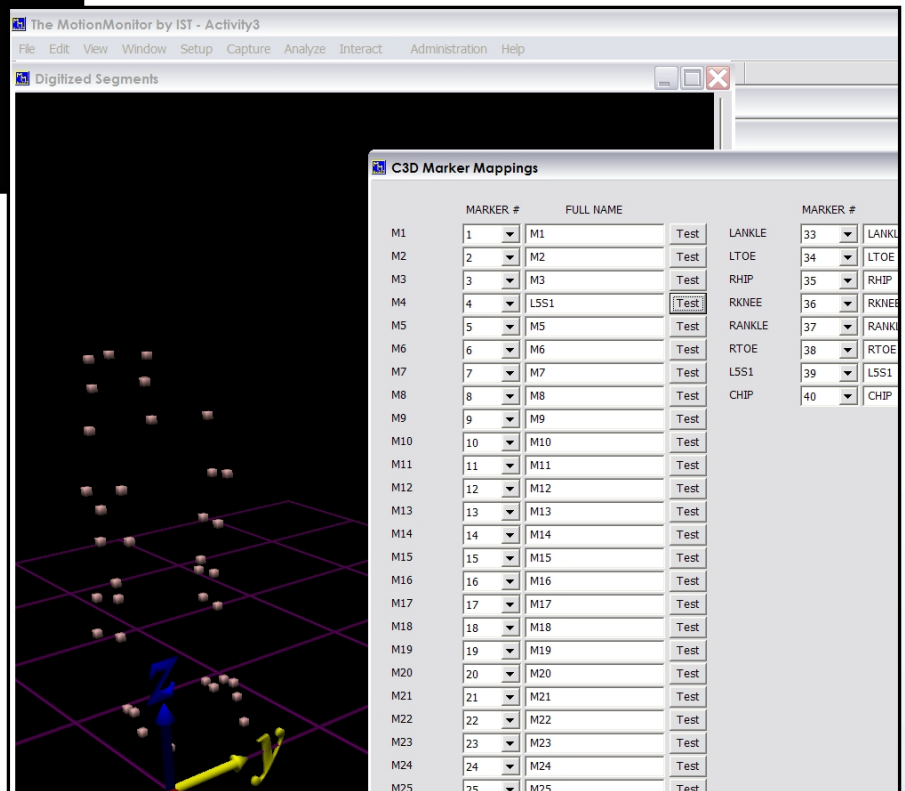 The MotionMonitor by IST - Activity3
File Edit View Window Setup Capture Analyze Interact Administration Help
Digitized Segments
C3D Marker Mappings
MARKER # FULL NAME MARKER #
M1 1 M1 Test LANKLE 33 LANKL
M2 2 M2 Test LTOE 34 LTOE
M3 3 M3 Test RHIP 35 RHIP
M4 4 L5S1 Test RKNEE 36 RKNEE
M5 5 M5 Test RANKLE 37 RANKL
M6 6 M6 Test RTOE 38 RTOE
M7 7 M7 Test L5S1 39 L5S1
M8 8 M8 Test CHIP 40 CHIP
M9 9 M9 Test
M10 10 M10 Test
M11 11 M11 Test
M12 12 M12 Test
M13 13 M13 Test
M14 14 M14 Test
M15 15 M15 Test
M16 16 M16 Test
M17 17 M17 Test
M18 18 M18 Test
M19 19 M19 Test
M20 20 M20 Test
M21 21 M21 Test
M22 22 M22 Test
M23 23 M23 Test
M24 24 M24 Test
M25 25 M25 Test
z
y